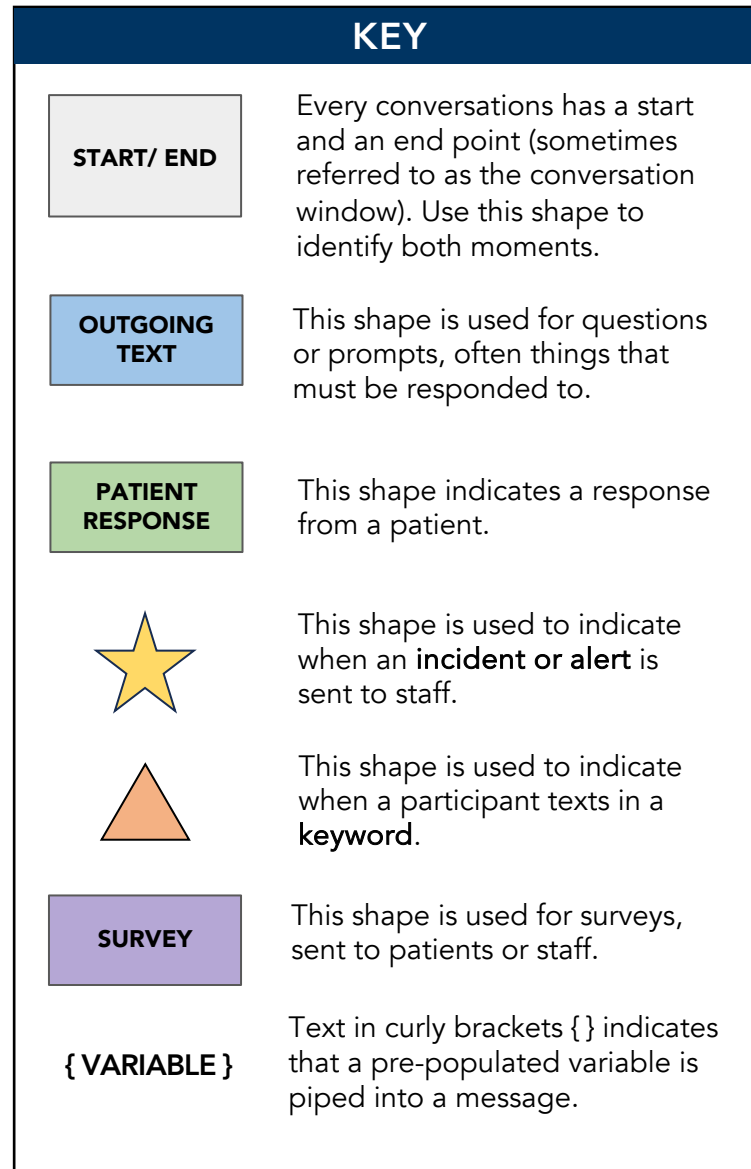 KEY
START/ END
Every conversations has a start
and an end point (sometimes
referred to as the conversation
window). Use this shape to
identify both moments.
OUTGOING
TEXT
This shape is used for questions
or prompts, often things that
must be responded to.
PATIENT
RESPONSE
This shape indicates a response
from a patient.
This shape is used to indicate
when an incident or alert is
sent to staff.
This shape is used to indicate
when a participant texts in a
keyword.
SURVEY
This shape is used for surveys,
sent to patients or staff.
{ VARIABLE }
Text in curly brackets { } indicates
that a pre-populated variable is
piped into a message.